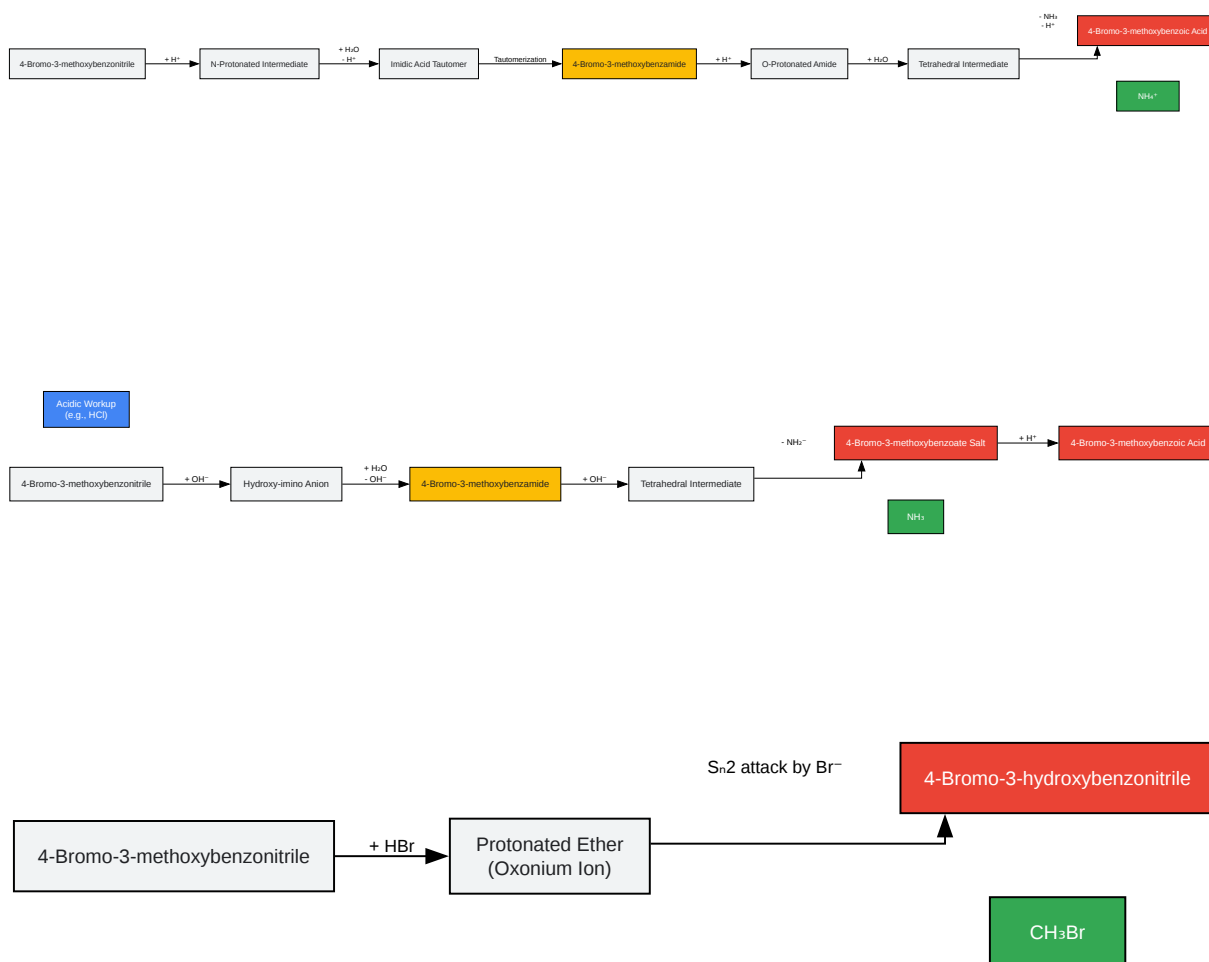 - NH₃
- H⁺
4-Bromo-3-methoxybenzoic Acid
4-Bromo-3-methoxybenzonitrile
+ H⁺
N-Protonated Intermediate
+ H₂O
- H⁺
Imidic Acid Tautomer
Tautomerization
4-Bromo-3-methoxybenzamide
+ H⁺
O-Protonated Amide
+ H₂O
Tetrahedral Intermediate
NH₄⁺
Acidic Workup
(e.g., HCl)
4-Bromo-3-methoxybenzonitrile
+ OH⁻
Hydroxy-imino Anion
+ H₂O
- OH⁻
4-Bromo-3-methoxybenzamide
+ OH⁻
Tetrahedral Intermediate
- NH₂⁻
4-Bromo-3-methoxybenzoate Salt
+ H⁺
4-Bromo-3-methoxybenzoic Acid
NH₃
4-Bromo-3-methoxybenzonitrile
+ HBr
Protonated Ether
(Oxonium Ion)
Sₙ2 attack by Br⁻
4-Bromo-3-hydroxybenzonitrile
CH₃Br